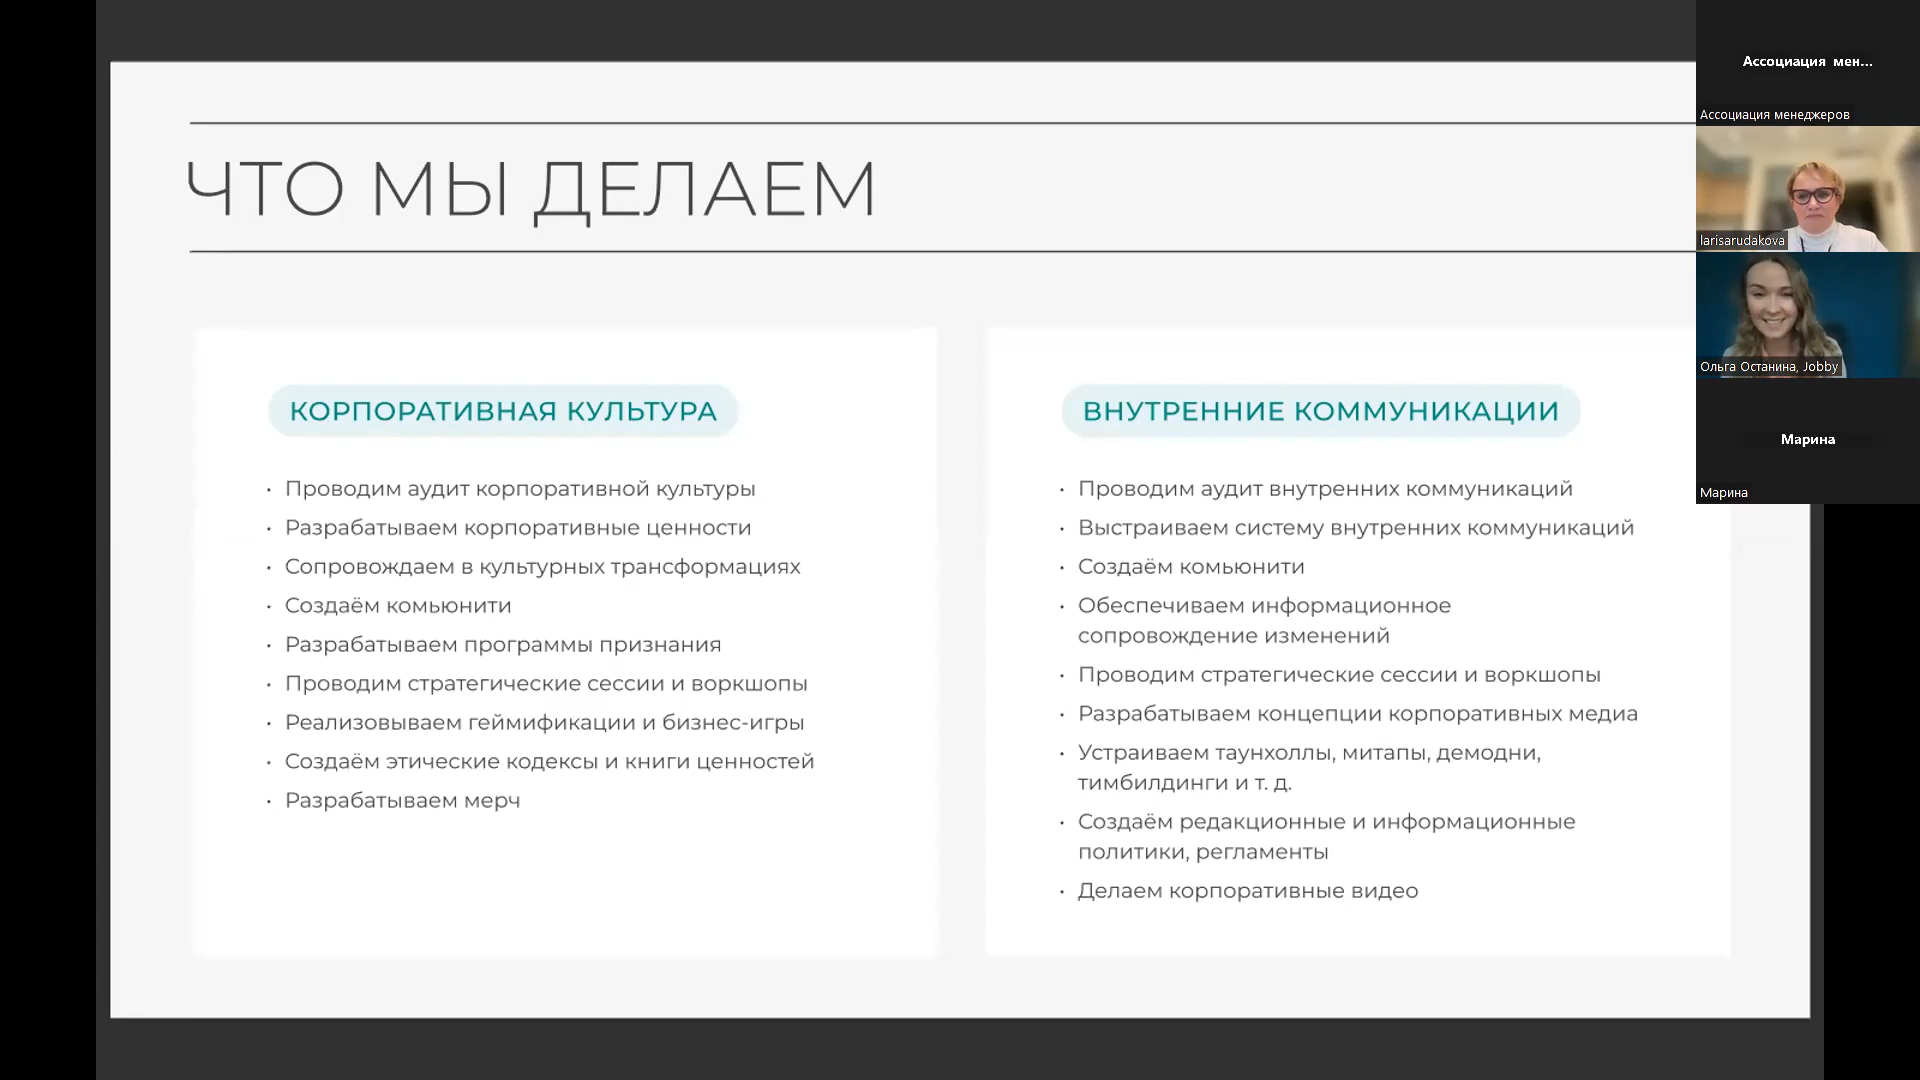 ЧТО МЫ ДЕЛАЕМ
КОРПОРАТИВНАЯ КУЛЬТУРА
· Проводим аудит корпоративной культуры
· Разрабатываем корпоративные ценности
· Сопровождаем в культурных трансформациях
· Создаём комьюнити
· Разрабатываем программы признания
· Проводим стратегические сессии и воркшопы
· Реализовываем геймификации и бизнес-игры
· Создаём этические кодексы и книги ценностей
· Разрабатываем мерч
ВНУТРЕННИЕ КОММУНИКАЦИИ
· Проводим аудит внутренних коммуникаций
· Выстраиваем систему внутренних коммуникаций
· Создаём комьюнити
· Обеспечиваем информационное
сопровождение изменений
· Проводим стратегические сессии и воркшопы
· Разрабатываем концепции корпоративных медиа
· Устраиваем таунхоллы, митапы, демодни,
тимбилдинги и т. д.
· Создаём редакционные и информационные
политики, регламенты
· Делаем корпоративные видео
Ассоциация мен...
Ассоциация менеджеров
larisarudakova
Ольга Останина, Jobby
Марина
Марина